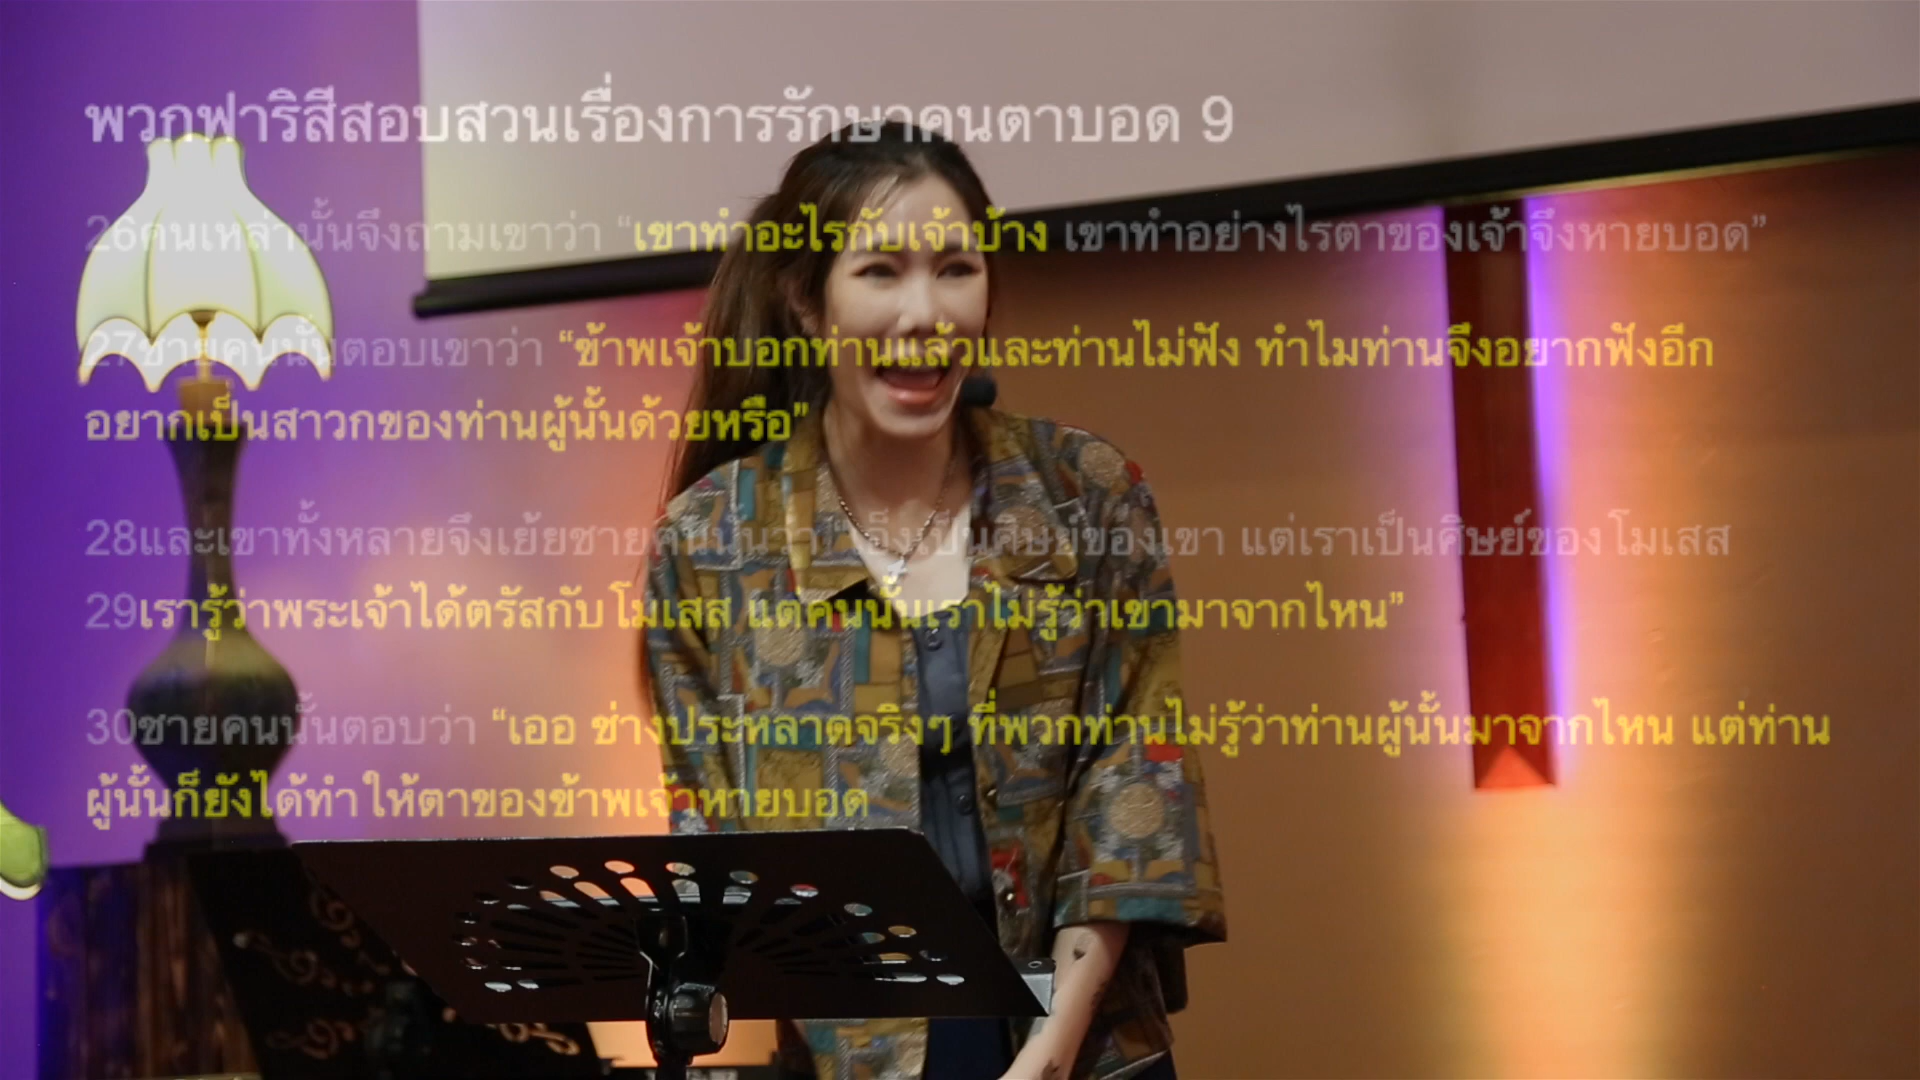 พวกฟาริสีสอบสวนเรื่องการรักษาคนตาบอด 9
26คนเหล่านั้นจึงถามเขาว่า “เขาทำอะไรกับเจ้าบ้าง เขาทำอย่างไรตาของเจ้าจึงหายบอด”
27ชายคนนั้นตอบเขาว่า “ข้าพเจ้าบอกท่านแล้วและท่านไม่ฟัง ทำไมท่านจึงอยากฟังอีก
อยากเป็นสาวกของท่านผู้นั้นด้วยหรือ”
28และเขาทั้งหลายจึงเย้ยชายคนนั้นว่า “เอ็งเป็นศิษย์ของเขา แต่เราเป็นศิษย์ของโมเสส
29เรารู้ว่าพระเจ้าได้ตรัสกับโมเสส แต่คนนั้นเราไม่รู้ว่าเขามาจากไหน”
30ชายคนนั้นตอบว่า “เออ ช่างประหลาดจริงๆ ที่พวกท่านไม่รู้ว่าท่านผู้นั้นมาจากไหน แต่ท่าน
ผู้นั้นก็ยังได้ทำให้ตาของข้าพเจ้าหายบอด